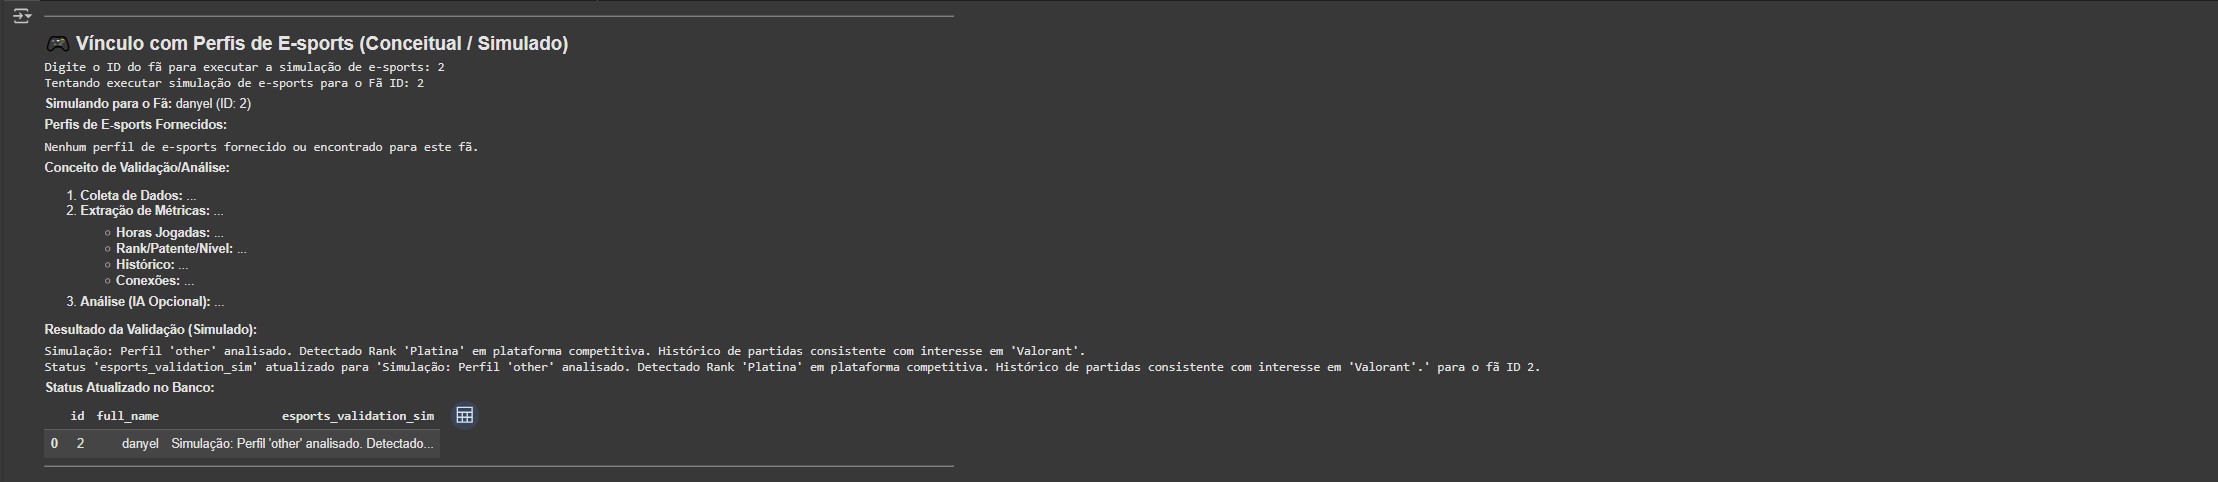 🎮 Vínculo com Perfis de E-sports (Conceitual / Simulado)
Digite o ID do fã para executar a simulação de e-sports: 2
Tentando executar simulação de e-sports para o Fã ID: 2
Simulando para o Fã: danyel (ID: 2)
Perfis de E-sports Fornecidos:
Nenhum perfil de e-sports fornecido ou encontrado para este fã.
Conceito de Validação/Análise:
1. Coleta de Dados: ...
2. Extração de Métricas: ...
○ Horas Jogadas: ...
○ Rank/Patente/Nível: ...
○ Histórico: ...
○ Conexões: ...
3. Análise (IA Opcional): ...
Resultado da Validação (Simulado):
Simulação: Perfil 'other' analisado. Detectado Rank 'Platina' em plataforma competitiva. Histórico de partidas consistente com interesse em 'Valorant'.
Status 'esports_validation_sim' atualizado para 'Simulação: Perfil 'other' analisado. Detectado Rank 'Platina' em plataforma competitiva. Histórico de partidas consistente com interesse em 'Valorant'.' para o fã ID 2.
Status Atualizado no Banco:
id full_name esports_validation_sim
0 2 danyel Simulação: Perfil 'other' analisado. Detectado...